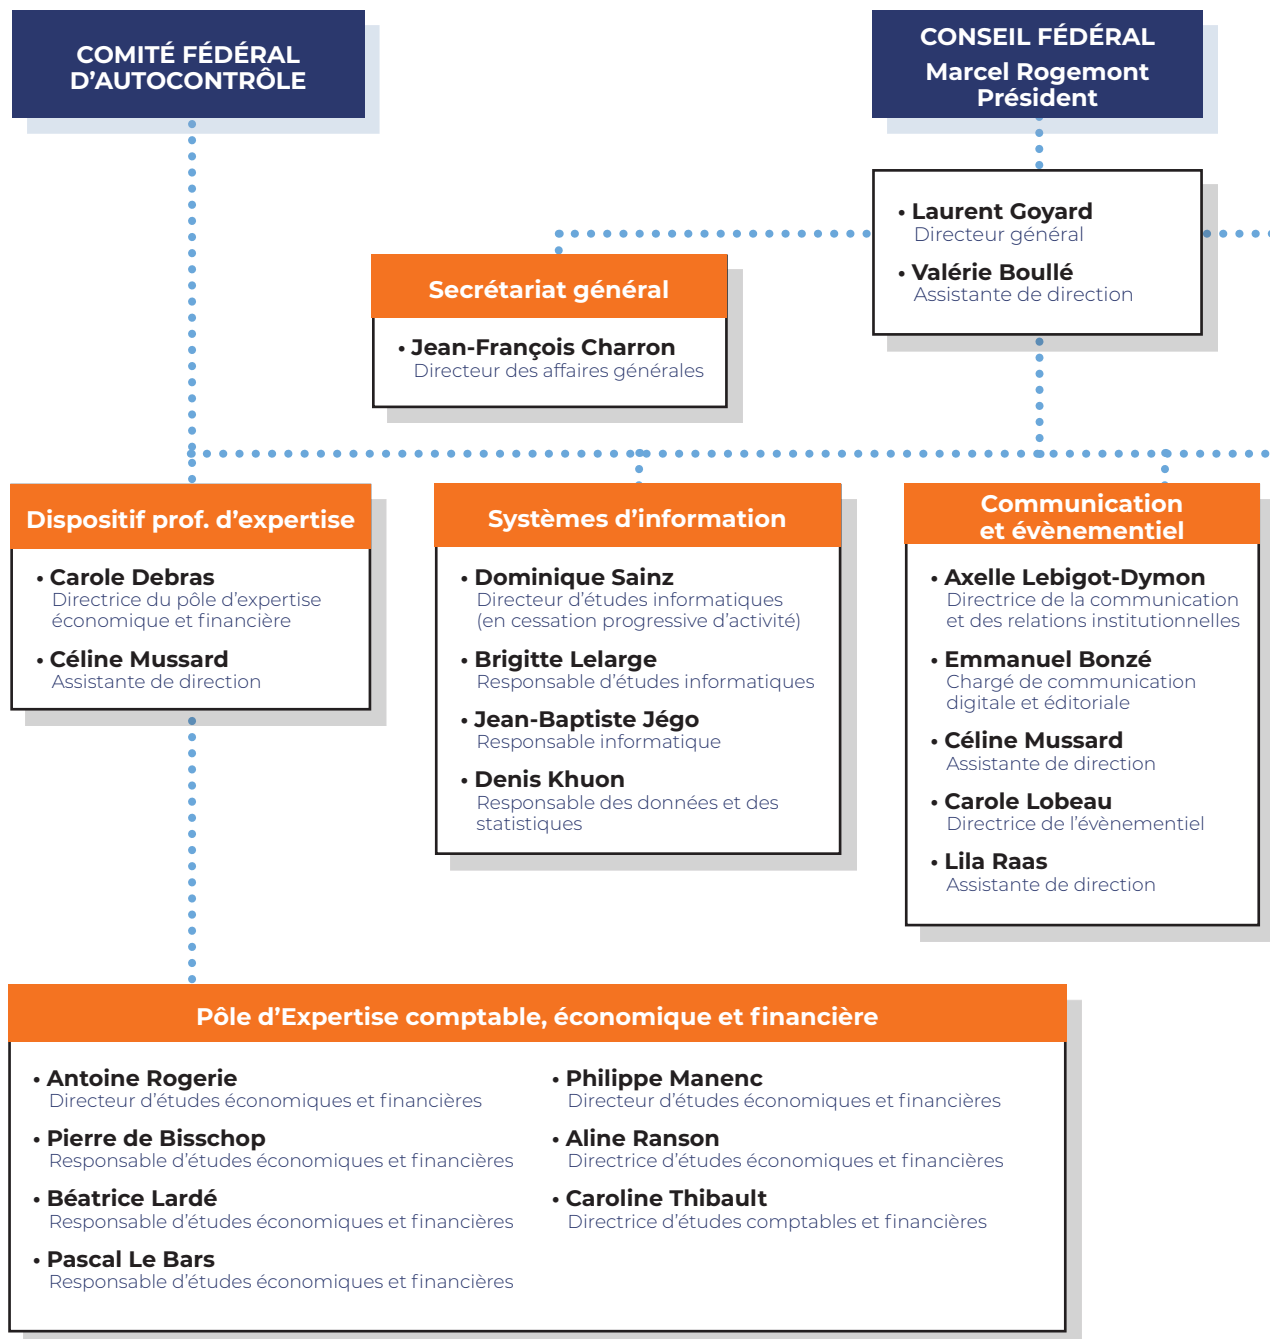 COMITÉ FÉDÉRAL
D’AUTOCONTRÔLE
CONSEIL FÉDÉRAL
Marcel Rogemont
Président
• Laurent Goyard
Directeur général
• Valérie Boullé
Assistante de direction
Secrétariat général
• Jean-François Charron
Directeur des affaires générales
Dispositif prof. d’expertise
• Carole Debras
Directrice du pôle d’expertise
économique et financière
• Céline Mussard
Assistante de direction
Systèmes d’information
• Dominique Sainz
Directeur d’études informatiques
(en cessation progressive d’activité)
• Brigitte Lelarge
Responsable d’études informatiques
• Jean-Baptiste Jégo
Responsable informatique
• Denis Khuon
Responsable des données et des
statistiques
Communication
et évènementiel
• Axelle Lebigot-Dymon
Directrice de la communication
et des relations institutionnelles
• Emmanuel Bonzé
Chargé de communication
digitale et éditoriale
• Céline Mussard
Assistante de direction
• Carole Lobeau
Directrice de l’évènementiel
• Lila Raas
Assistante de direction
Pôle d’Expertise comptable, économique et financière
• Antoine Rogerie
Directeur d’études économiques et financières
• Pierre de Bisschop
Responsable d’études économiques et financières
• Béatrice Lardé
Responsable d’études économiques et financières
• Pascal Le Bars
Responsable d’études économiques et financières
• Philippe Manenc
Directeur d’études économiques et financières
• Aline Ranson
Directrice d’études économiques et financières
• Caroline Thibault
Directrice d’études comptables et financières